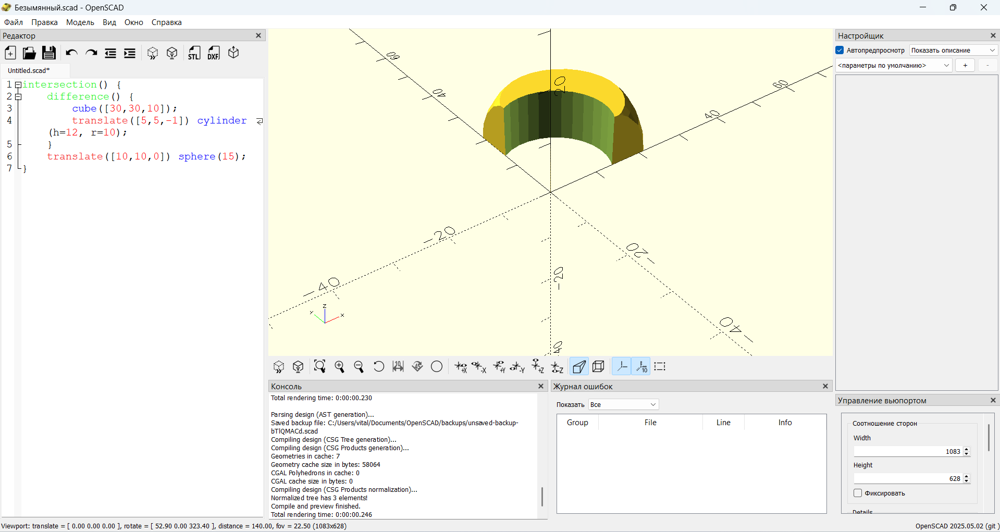 Безымянный.scad - OpenSCAD
Файл Правка Модель Вид Окно Справка
Редактор
STL DXF
Untitled.scad*
1 intersection() {
2 difference() {
3 cube([30,30,10]);
4 translate([5,5,-1]) cylinder
(h=12, r=10);
5 }
6 translate([10,10,0]) sphere(15);
7 }
60
40
20
60
40
-20
-40
-20
-20
-40
z
y
x
10 45 +X -X +Y -Y +Z -Z 10
Консоль
Total rendering time: 0:00:00.230
Parsing design (AST generation)...
Saved backup file: C:/Users/vital/Documents/OpenSCAD/backups/unsaved-backup-
bTlQMACd.scad
Compiling design (CSG Tree generation)...
Compiling design (CSG Products generation)...
Geometries in cache: 7
Geometry cache size in bytes: 58064
CGAL Polyhedrons in cache: 0
CGAL cache size in bytes: 0
Compiling design (CSG Products normalization)...
Normalized tree has 3 elements!
Compile and preview finished.
Total rendering time: 0:00:00.246
Журнал ошибок
Показать Все
Group File Line Info
Настройщик
Автопредпросмотр Показать описание
<параметры по умолчанию> + -
Управление вьюпортом
Соотношение сторон
Width
1083
Height
628
Фиксировать
Details
Viewport: translate = [ 0.00 0.00 0.00 ], rotate = [ 52.90 0.00 323.40 ], distance = 140.00, fov = 22.50 (1083x628)
OpenSCAD 2025.05.02 (git )